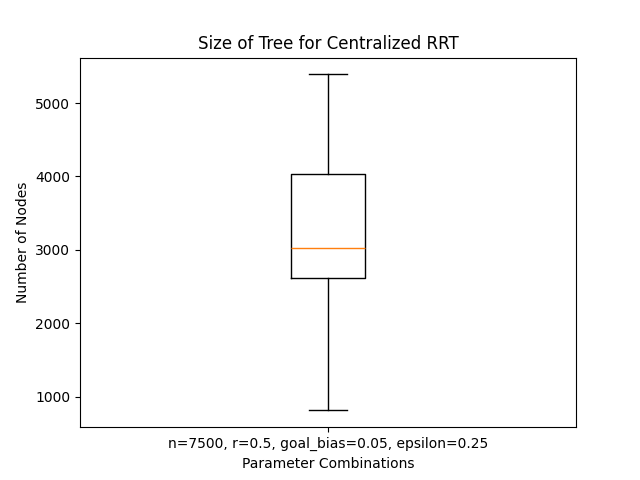 Size of Tree for Centralized RRT
5000
4000
3000
2000
1000
Number of Nodes
n=7500, r=0.5, goal_bias=0.05, epsilon=0.25
Parameter Combinations